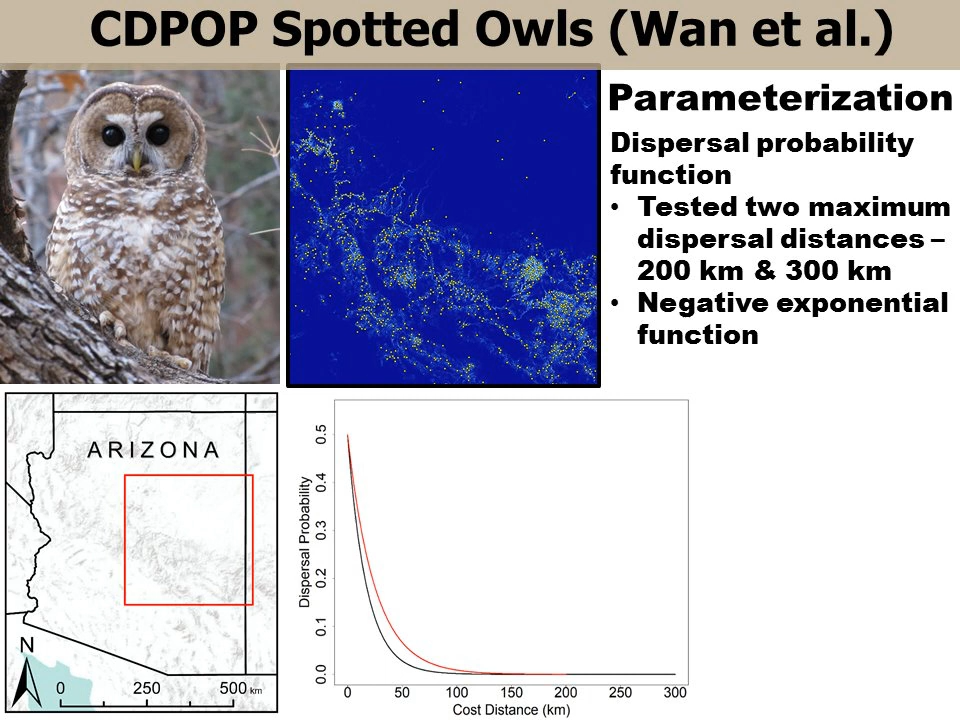 CDPOP Spotted Owls (Wan et al.)
Parameterization
Dispersal probability
function
• Tested two maximum
dispersal distances –
200 km & 300 km
• Negative exponential
function
ARIZONA
N
0 250 500 km
Dispersal Probability
0.5
0.4
0.3
0.2
0.1
0.0
0 50 100 150 200 250 300
Cost Distance (km)